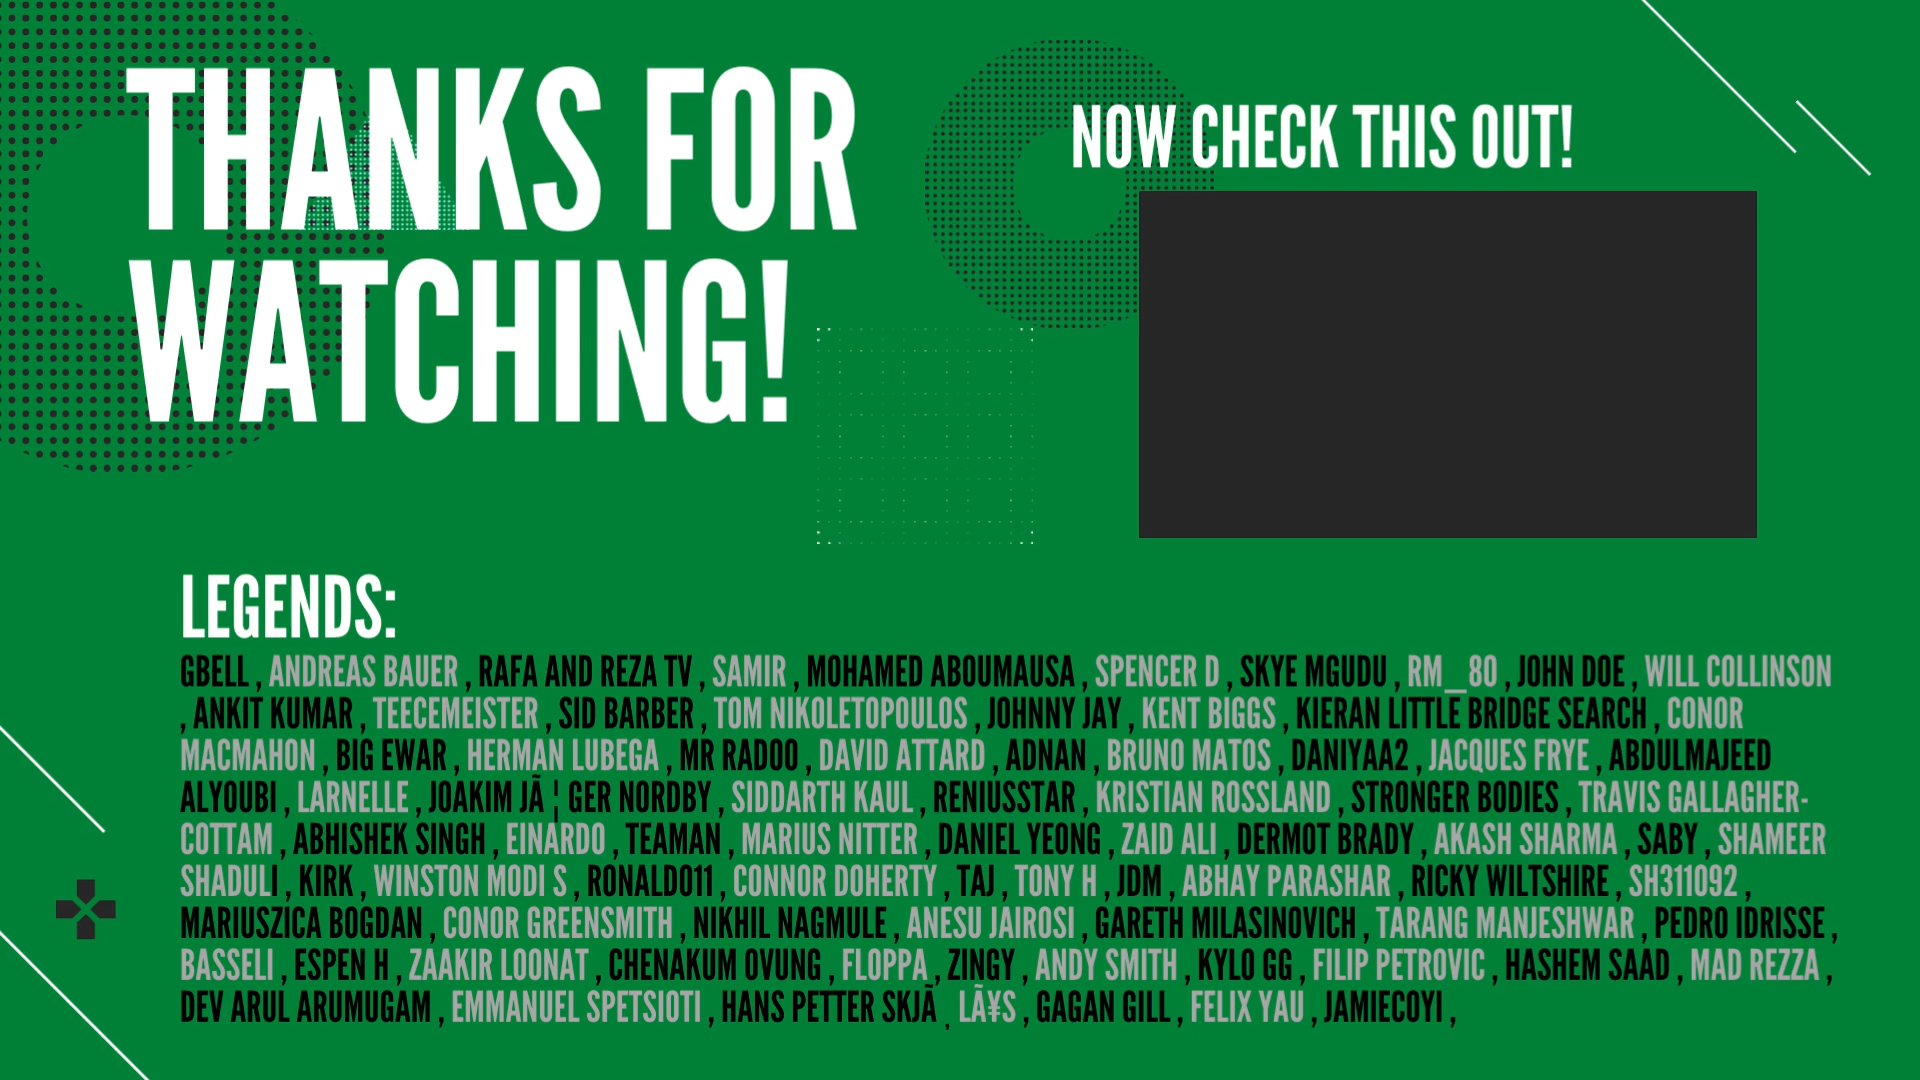 THANKS FOR
WATCHING!
NOW CHECK THIS OUT!
LEGENDS:
GBELL , ANDREAS BAUER , RAFA AND REZA TV , SAMIR , MOHAMED ABOUMAUSA , SPENCER D , SKYE MGUDU , RM_80 , JOHN DOE , WILL COLLINSON
, ANKIT KUMAR , TEECEMEISTER , SID BARBER , TOM NIKOLETOPOULOS , JOHNNY JAY , KENT BIGGS , KIERAN LITTLE BRIDGE SEARCH , CONOR
MACMAHON , BIG EWAR , HERMAN LUBEGA , MR RADOO , DAVID ATTARD , ADNAN , BRUNO MATOS , DANIYAA2 , JACQUES FRYE , ABDULMAJEED
ALYOUBI , LARNELLE , JOAKIM JÃ ¦ GER NORDBY , SIDDARTH KAUL , RENIUSSTAR , KRISTIAN ROSSLAND , STRONGER BODIES , TRAVIS GALLAGHER-
COTTAM , ABHISHEK SINGH , EINARDO , TEAMAN , MARIUS NITTER , DANIEL YEONG , ZAID ALI , DERMOT BRADY , AKASH SHARMA , SABY , SHAMEER
SHADULI , KIRK , WINSTON MODI S , RONALDO11 , CONNOR DOHERTY , TAJ , TONY H , JDM , ABHAY PARASHAR , RICKY WILTSHIRE , SH311092 ,
MARIUSZICA BOGDAN , CONOR GREENSMITH , NIKHIL NAGMULE , ANESU JAIROSI , GARETH MILASINOVICH , TARANG MANJESHWAR , PEDRO IDRISSE ,
BASSELI , ESPEN H , ZAAKIR LOONAT , CHENAKUM OVUNG , FLOPPA , ZINGY , ANDY SMITH , KYLO GG , FILIP PETROVIC , HASHEM SAAD , MAD REZZA ,
DEV ARUL ARUMUGAM , EMMANUEL SPETSIOTI , HANS PETTER SKJÃ ¸ LÃ¥S , GAGAN GILL , FELIX YAU , JAMIECOYI ,